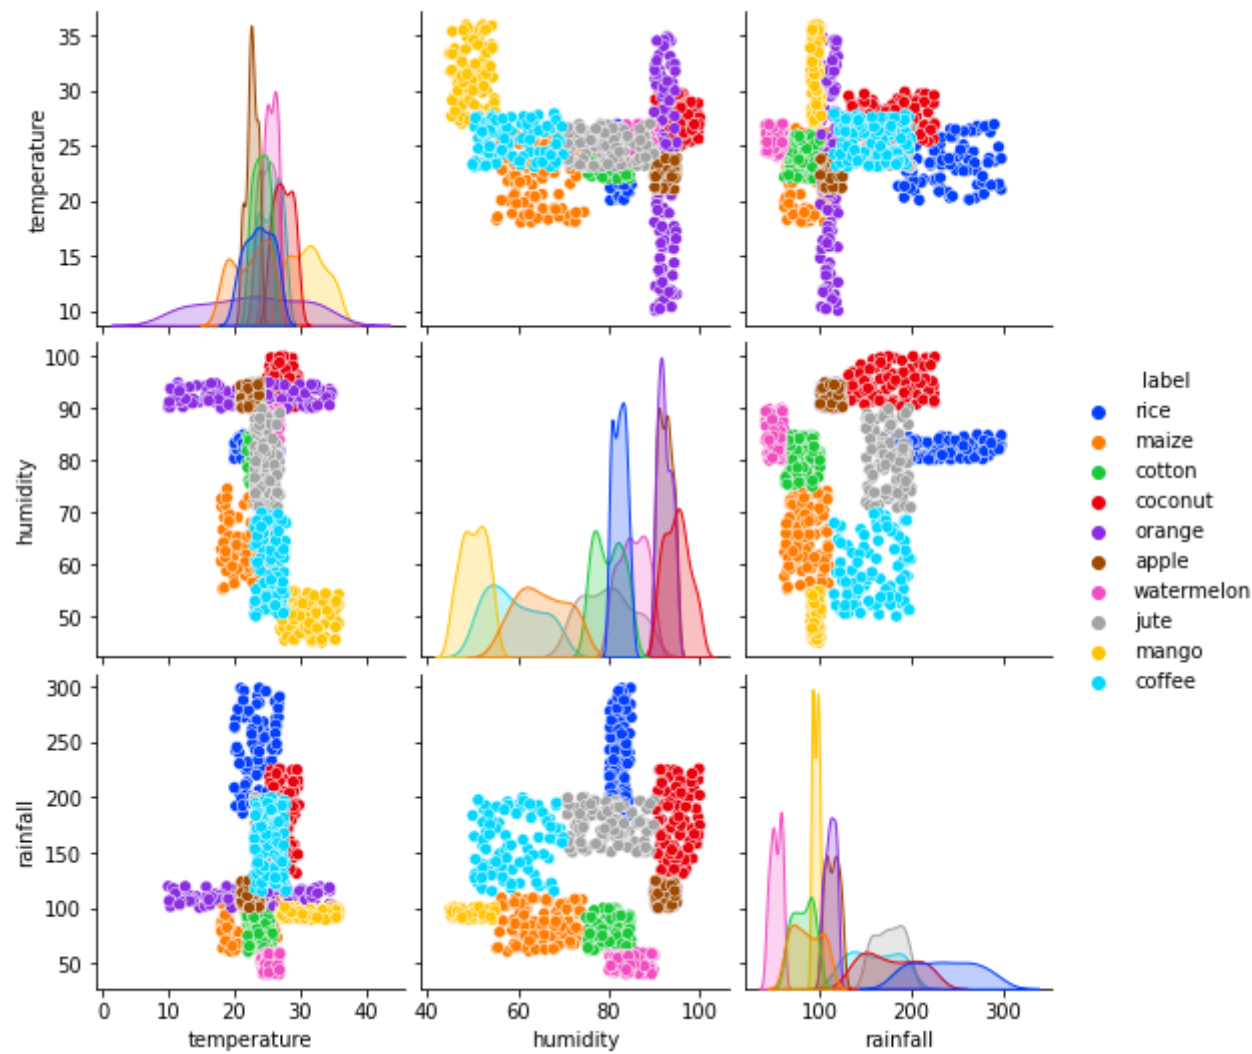 35
30
25
20
15
10
temperature
100
90
80
70
60
50
humidity
label
rice
maize
cotton
coconut
orange
apple
watermelon
jute
mango
coffee
300
250
200
150
100
50
rainfall
0 10 20 30 40
temperature
40 60 80 100
humidity
100 200 300
rainfall